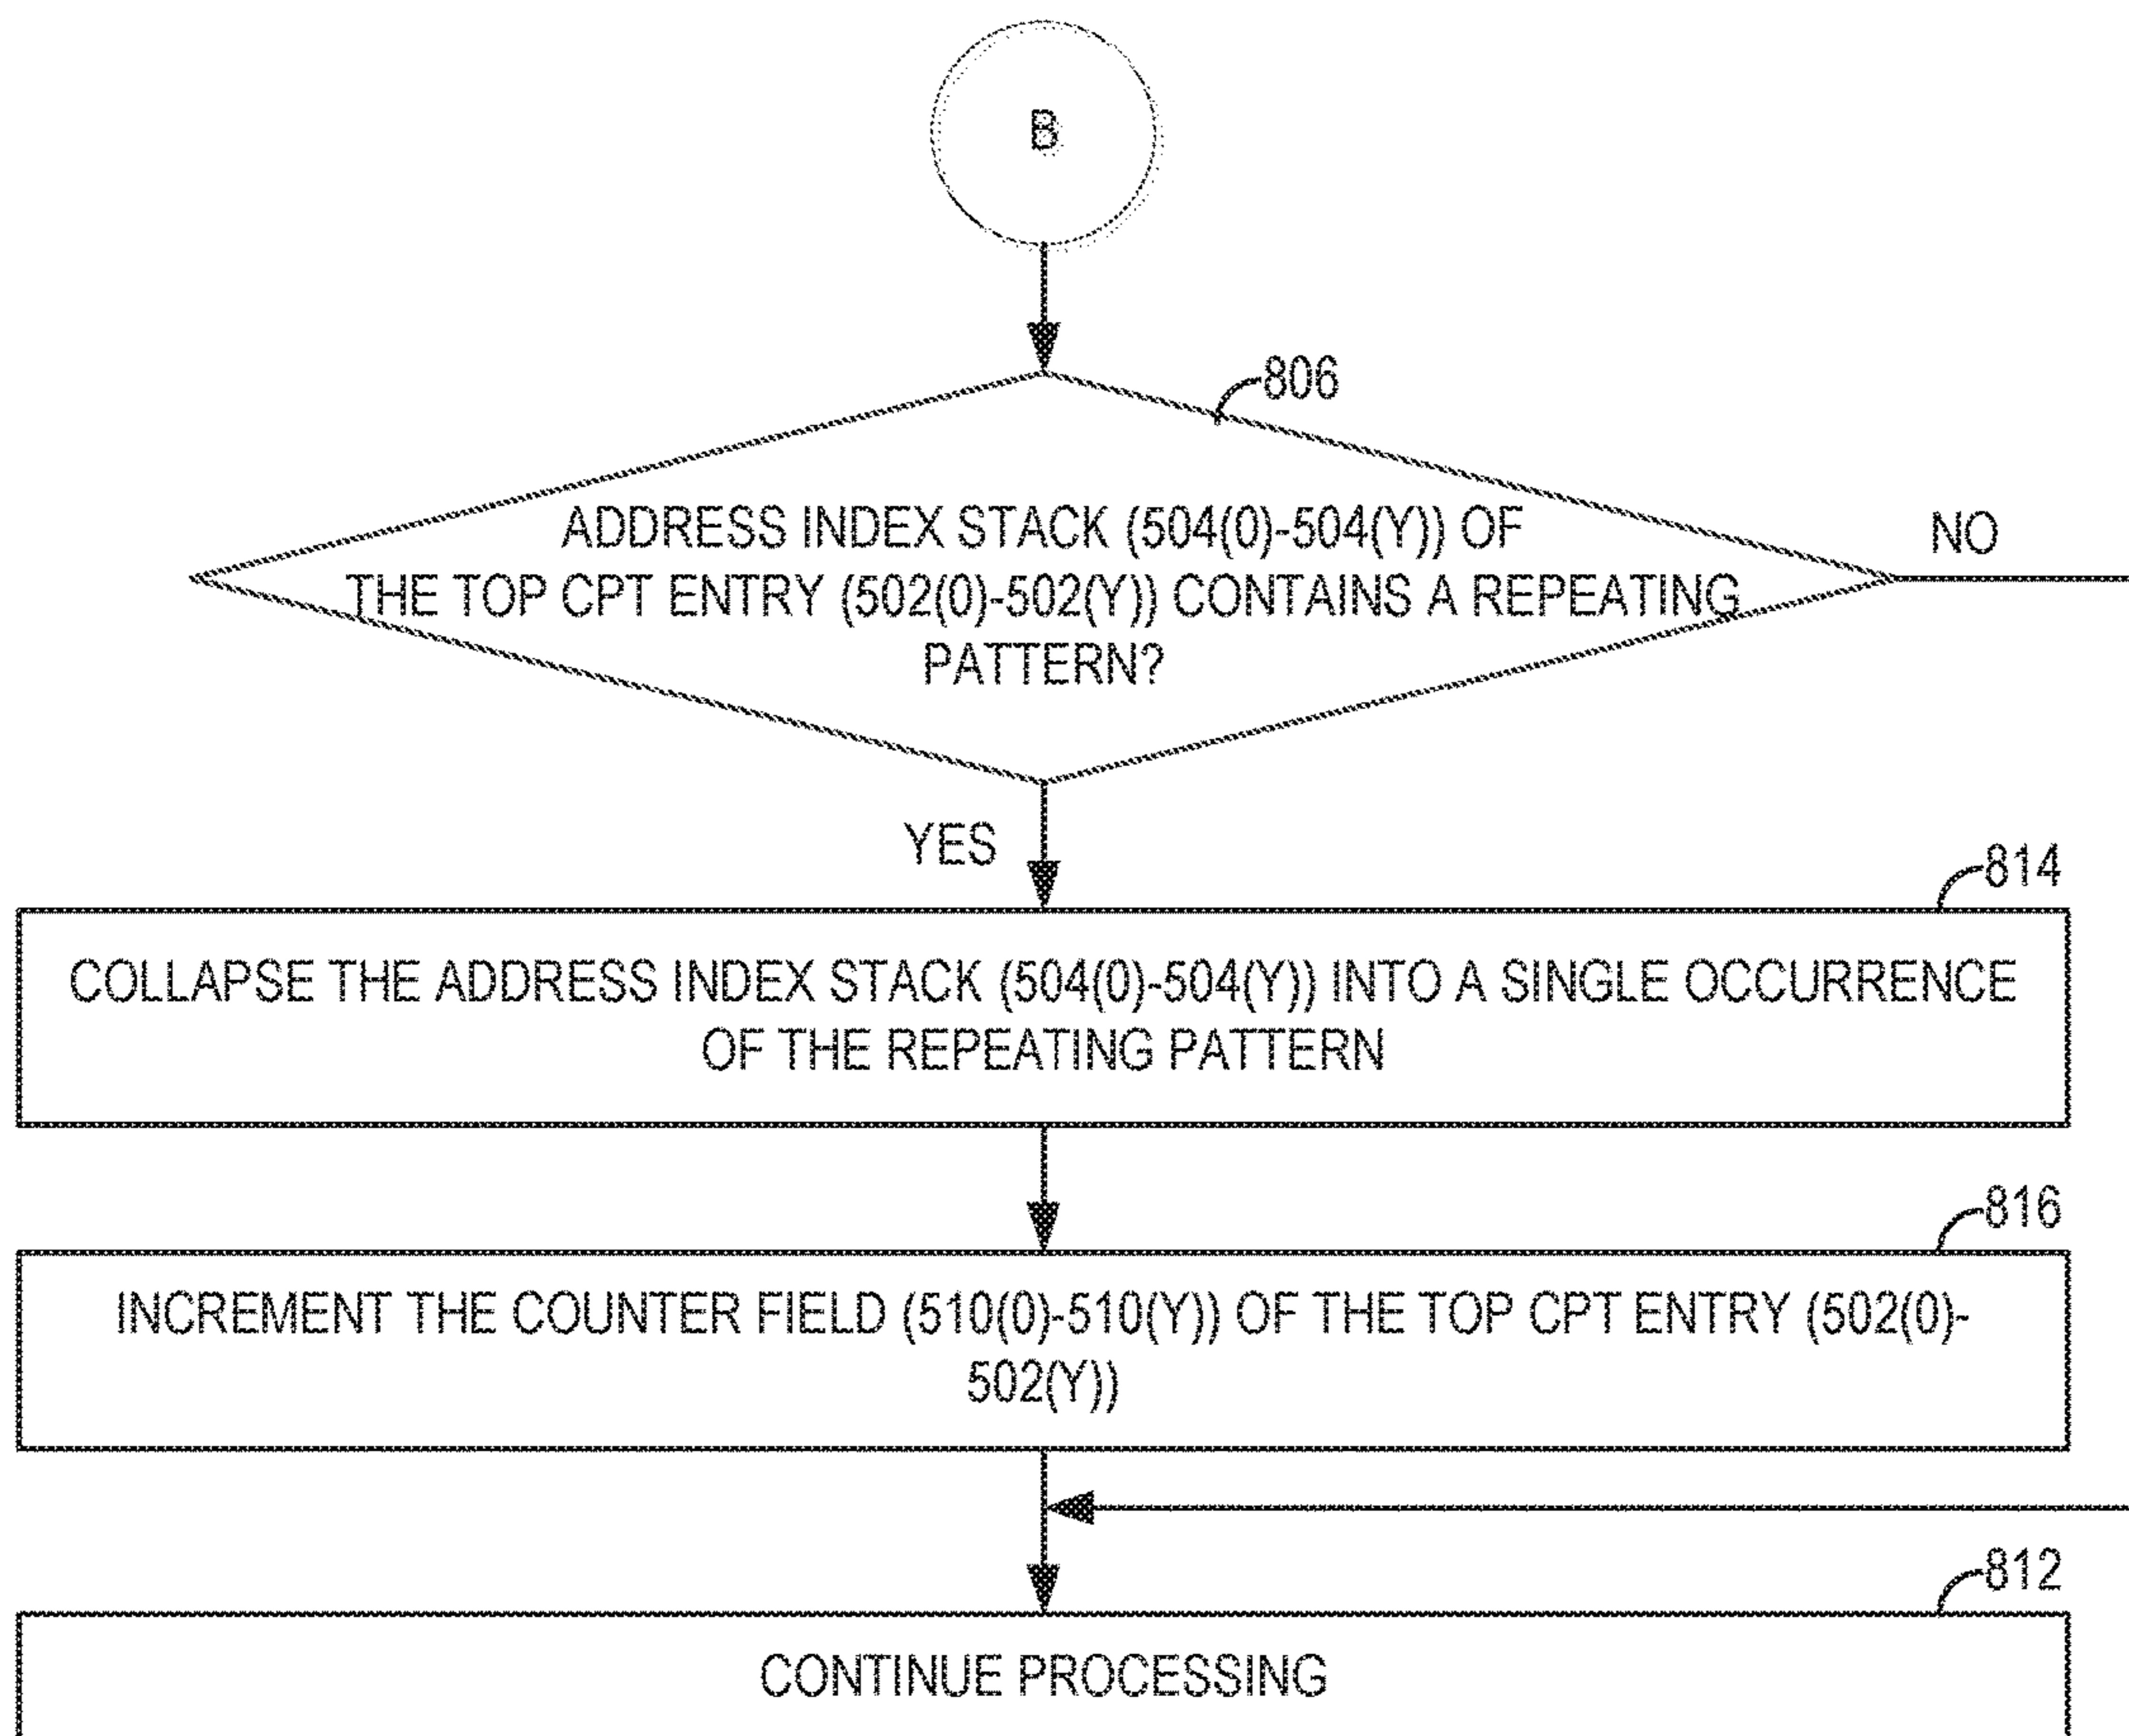 B
806
ADDRESS INDEX STACK (504(0)-504(Y)) OF
THE TOP CPT ENTRY (502(0)-502(Y)) CONTAINS A REPEATING
PATTERN?
NO
YES
814
COLLAPSE THE ADDRESS INDEX STACK (504(0)-504(Y)) INTO A SINGLE OCCURRENCE
OF THE REPEATING PATTERN
816
INCREMENT THE COUNTER FIELD (510(0)-510(Y)) OF THE TOP CPT ENTRY (502(0)-
502(Y))
812
CONTINUE PROCESSING